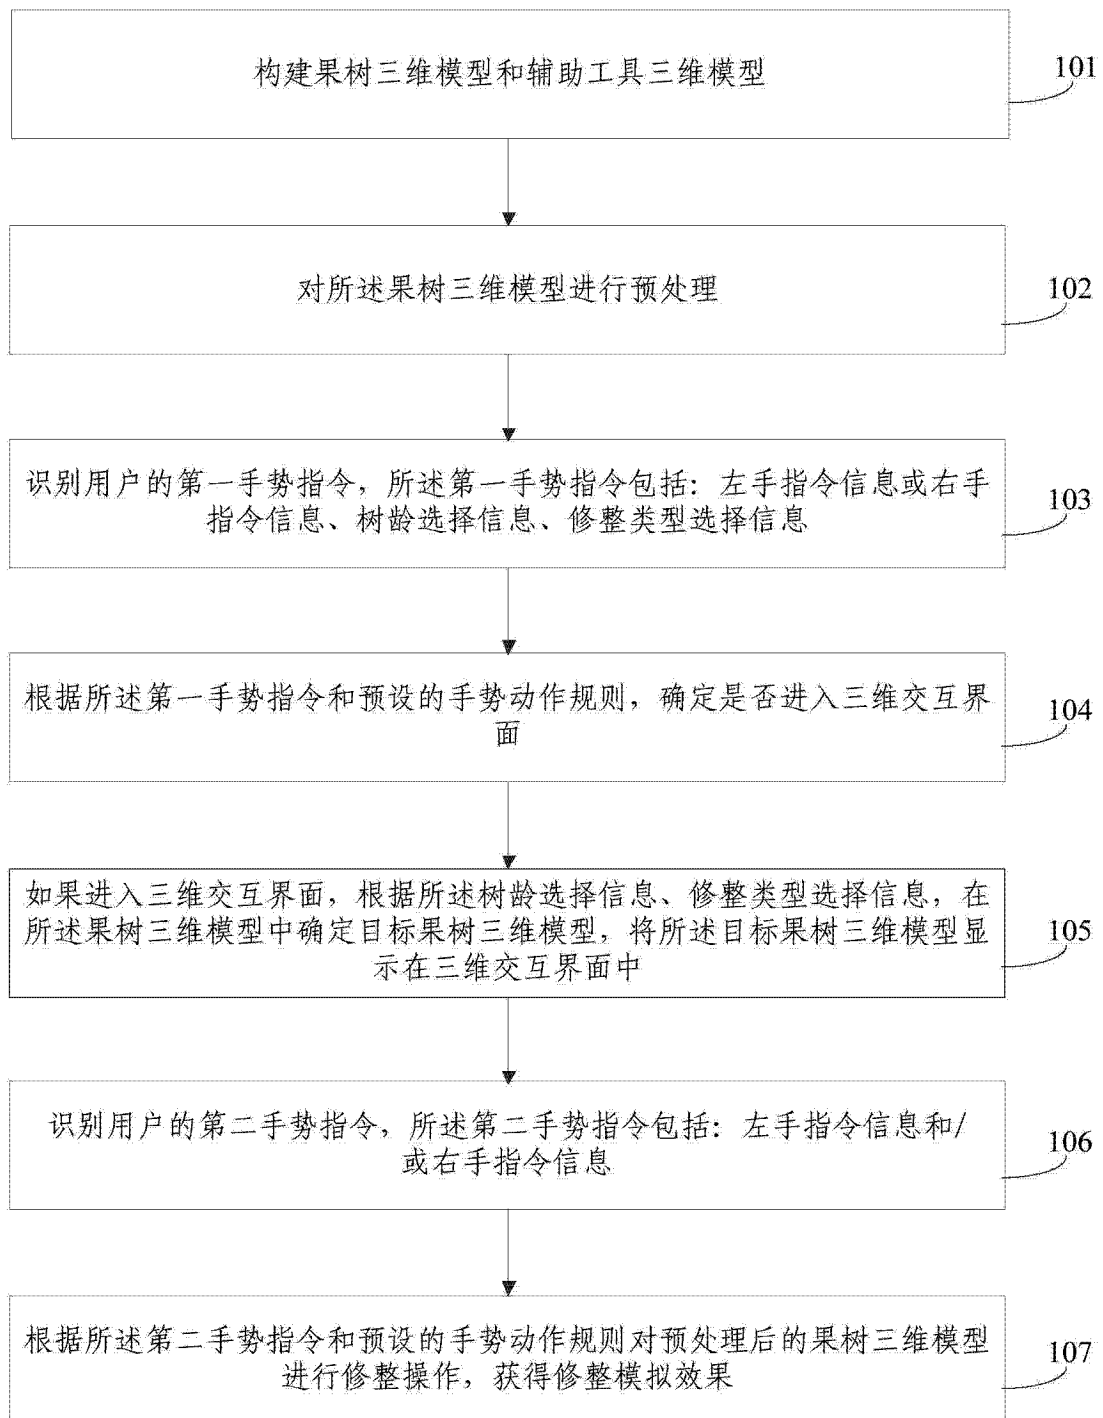 构建果树三维模型和辅助工具三维模型
101
对所述果树三维模型进行预处理
102
识别用户的第一手势指令，所述第一手势指令包括：左手指令信息或右手
指令信息、树龄选择信息、修整类型选择信息
103
根据所述第一手势指令和预设的手势动作规则，确定是否进入三维交互界
面
104
如果进入三维交互界面，根据所述树龄选择信息、修整类型选择信息，在
所述果树三维模型中确定目标果树三维模型，将所述目标果树三维模型显
示在三维交互界面中
105
识别用户的第二手势指令，所述第二手势指令包括：左手指令信息和/
或右手指令信息
106
根据所述第二手势指令和预设的手势动作规则对预处理后的果树三维模型
进行修整操作，获得修整模拟效果
107